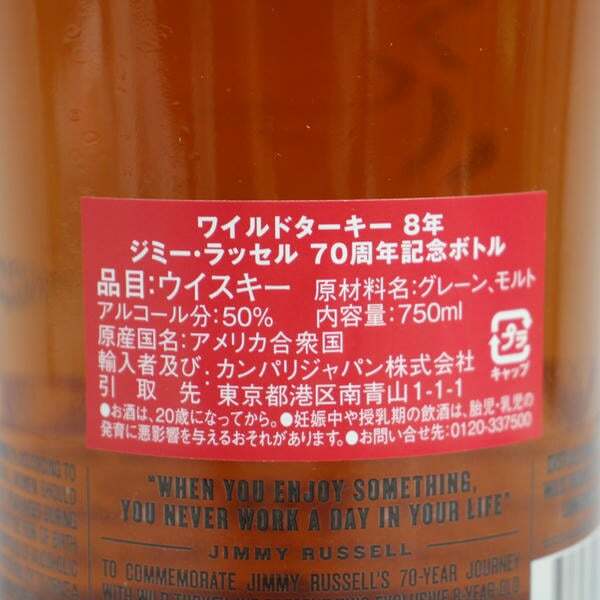 ワイルドターキー 8年
ジミー・ラッセル 70周年記念ボトル
品目:ウイスキー 原材料名:グレーン、モルト
アルコール分:50% 内容量:750ml
原産国名:アメリカ合衆国
輸入者及び カンパリジャパン株式会社
引取先:東京都港区南青山1-1-1
プラ
キャップ
●お酒は、20歳になってから。●妊娠中や授乳期の飲酒は、胎児・乳児の
発育に悪影響を与えるおそれがあります。●お問い合せ先:0120-337500
"WHEN YOU ENJOY SOMETHING,
YOU NEVER WORK A DAY IN YOUR LIFE"
JIMMY RUSSELL
TO COMMEMORATE JIMMY RUSSELL'S 70-YEAR JOURNEY